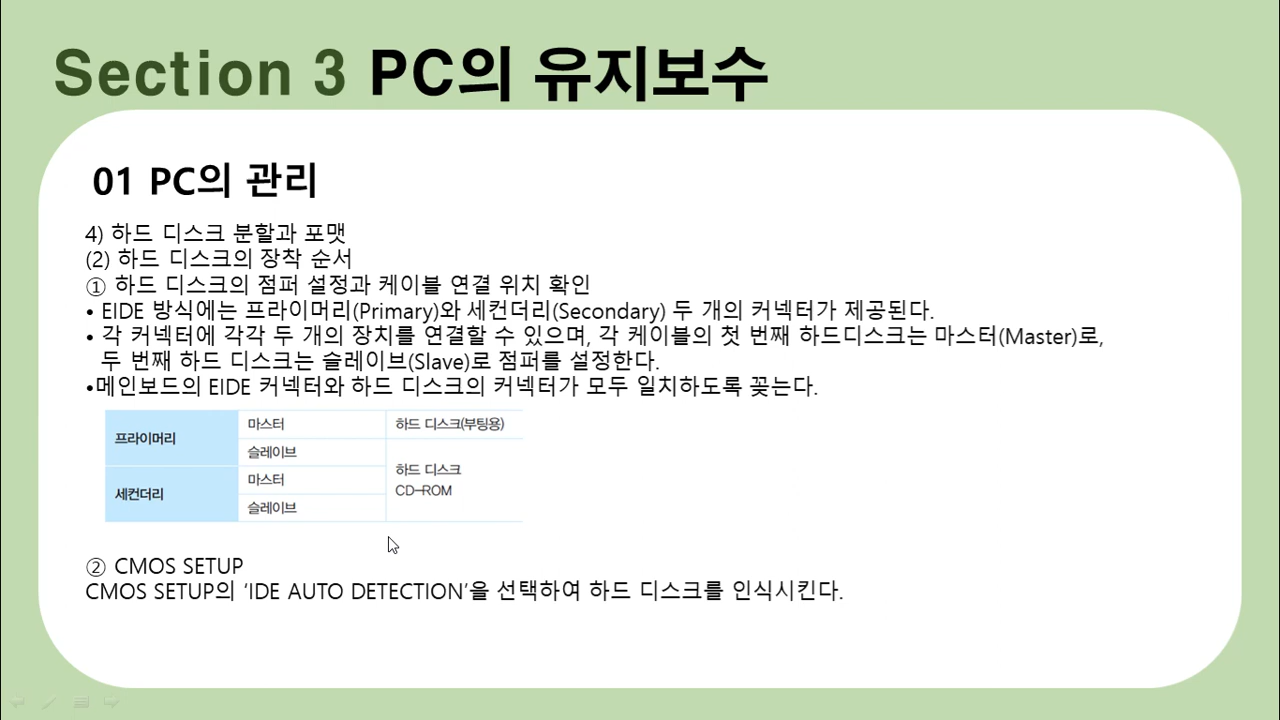 Section 3 PC의 유지보수
01 PC의 관리
4) 하드 디스크 분할과 포맷
(2) 하드 디스크의 장착 순서
① 하드 디스크의 점퍼 설정과 케이블 연결 위치 확인
• EIDE 방식에는 프라이머리(Primary)와 세컨더리(Secondary) 두 개의 커넥터가 제공된다.
• 각 커넥터에 각각 두 개의 장치를 연결할 수 있으며, 각 케이블의 첫 번째 하드디스크는 마스터(Master)로,
두 번째 하드 디스크는 슬레이브(Slave)로 점퍼를 설정한다.
•메인보드의 EIDE 커넥터와 하드 디스크의 커넥터가 모두 일치하도록 꽂는다.
프라이머리 마스터 하드 디스크(부팅용)
슬레이브
하드 디스크
세컨더리 마스터
CD-ROM
슬레이브
② CMOS SETUP
CMOS SETUP의 ‘IDE AUTO DETECTION’을 선택하여 하드 디스크를 인식시킨다.